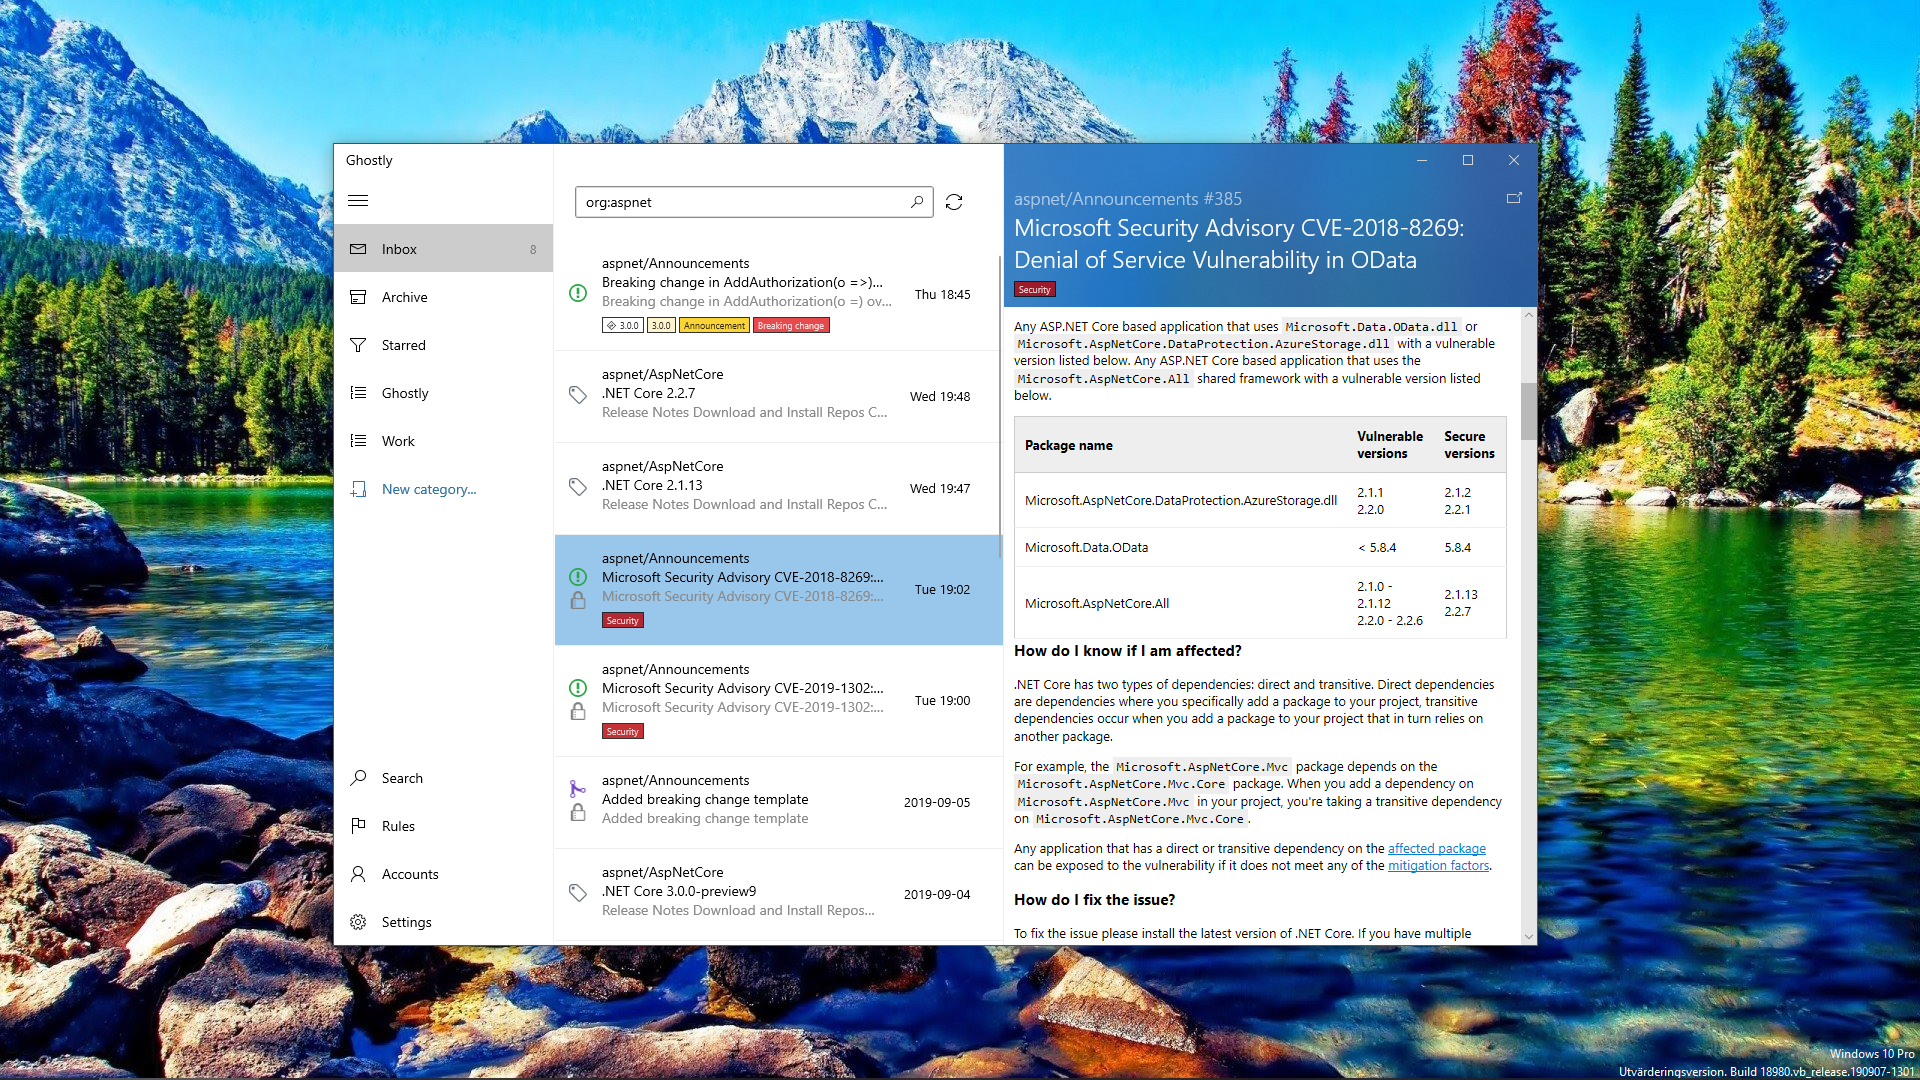 Ghostly
Inbox 8
Archive
Starred
Ghostly
Work
New category...
Search
Rules
Accounts
Settings
org:aspnet
aspnet/Announcements
Breaking change in AddAuthorization(o =>)...
Breaking change in AddAuthorization(o =) ov...
Thu 18:45
3.0.0 3.0.0 Announcement Breaking change
aspnet/AspNetCore
.NET Core 2.2.7
Release Notes Download and Install Repos C...
Wed 19:48
aspnet/AspNetCore
.NET Core 2.1.13
Release Notes Download and Install Repos C...
Wed 19:47
aspnet/Announcements
Microsoft Security Advisory CVE-2018-8269:...
Microsoft Security Advisory CVE-2018-8269:...
Tue 19:02
Security
aspnet/Announcements
Microsoft Security Advisory CVE-2019-1302:...
Microsoft Security Advisory CVE-2019-1302:...
Tue 19:00
Security
aspnet/Announcements
Added breaking change template
Added breaking change template
2019-09-05
aspnet/AspNetCore
.NET Core 3.0.0-preview9
Release Notes Download and Install Repos...
2019-09-04
aspnet/Announcements #385
Microsoft Security Advisory CVE-2018-8269:
Denial of Service Vulnerability in OData
Security
Any ASP.NET Core based application that uses Microsoft.Data.OData.dll or
Microsoft.AspNetCore.DataProtection.AzureStorage.dll with a vulnerable
version listed below. Any ASP.NET Core based application that uses the
Microsoft.AspNetCore.All shared framework with a vulnerable version listed
below.
Package name Vulnerable versions Secure versions
Microsoft.AspNetCore.DataProtection.AzureStorage.dll 2.1.1 2.2.0 2.1.2 2.2.1
Microsoft.Data.OData < 5.8.4 5.8.4
Microsoft.AspNetCore.All 2.1.0 - 2.1.12 2.2.0 - 2.2.6 2.1.13 2.2.7
How do I know if I am affected?
.NET Core has two types of dependencies: direct and transitive. Direct dependencies
are dependencies where you specifically add a package to your project, transitive
dependencies occur when you add a package to your project that in turn relies on
another package.
For example, the Microsoft.AspNetCore.Mvc package depends on the
Microsoft.AspNetCore.Mvc.Core package. When you add a dependency on
Microsoft.AspNetCore.Mvc in your project, you're taking a transitive dependency
on Microsoft.AspNetCore.Mvc.Core.
Any application that has a direct or transitive dependency on the affected package
can be exposed to the vulnerability if it does not meet any of the mitigation factors.
How do I fix the issue?
To fix the issue please install the latest version of .NET Core. If you have multiple
Windows 10 Pro
Utvärderingsversion. Build 18980.vb_release.190907-1301